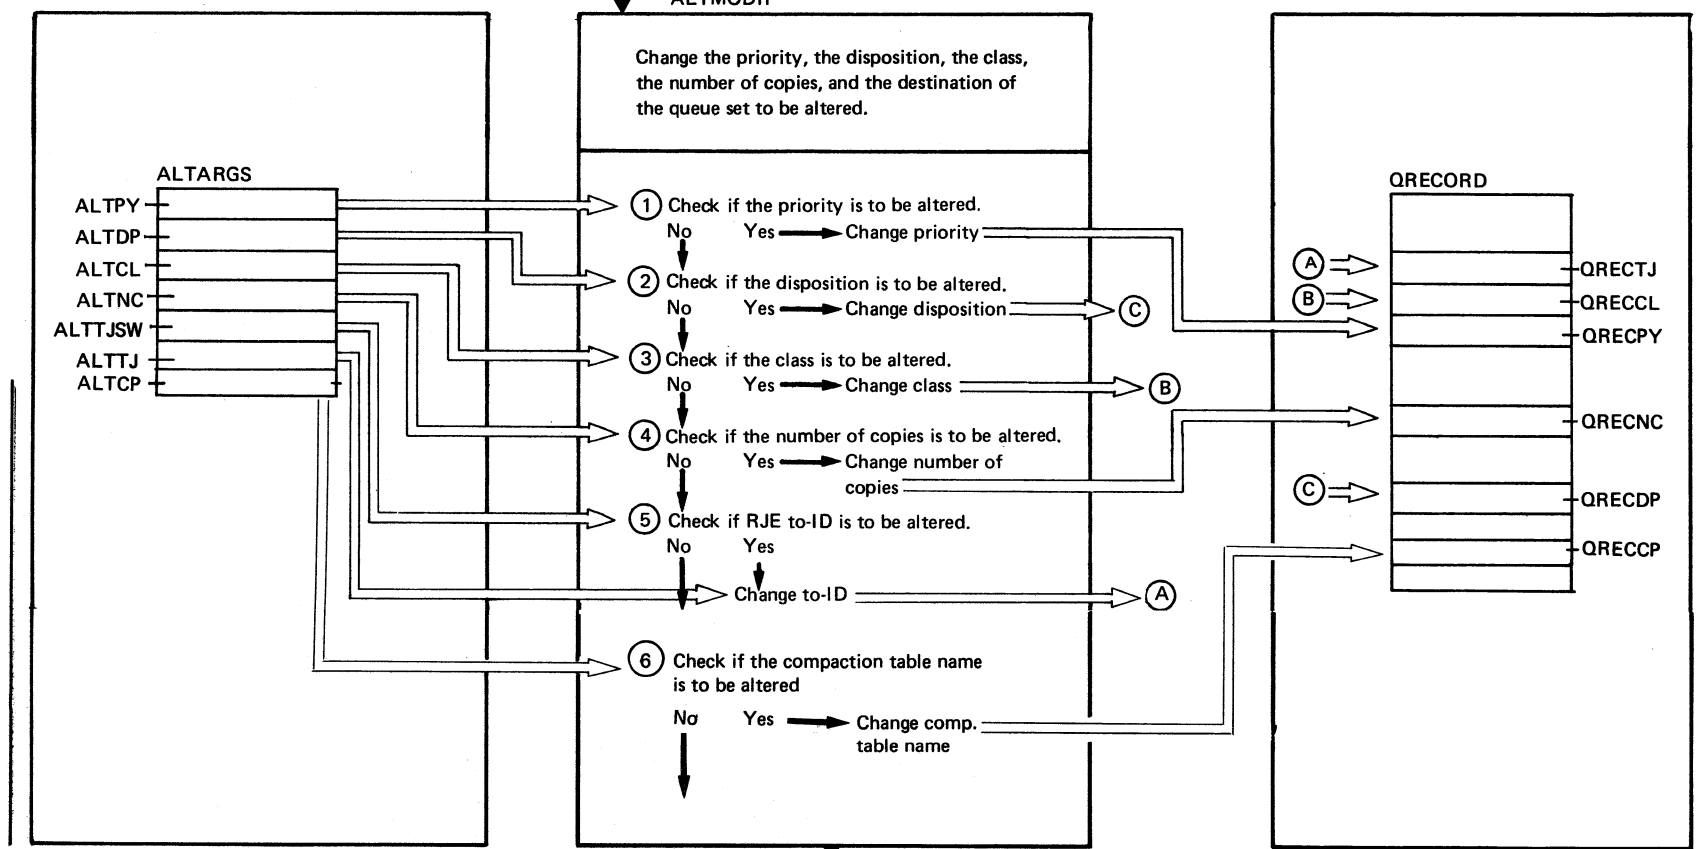 Change the priority, the disposition, the class,
the number of copies, and the destination of
the queue set to be altered.
ALTARGS
ALTPY
ALTDP
ALTCL
ALTNC
ALTTJSW
ALTTJ
ALTCP
1 Check if the priority is to be altered.
No Yes Change priority
2 Check if the disposition is to be altered.
No Yes Change disposition C
3 Check if the class is to be altered.
No Yes Change class B
4 Check if the number of copies is to be altered.
No Yes Change number of
copies
5 Check if RJE to-ID is to be altered.
No Yes
Change to-ID A
6 Check if the compaction table name
is to be altered
No Yes Change comp.
table name
QRECORD
A QRECTJ
B QRECCL
QRECPY
QRECNC
C QRECDP
QRECCP